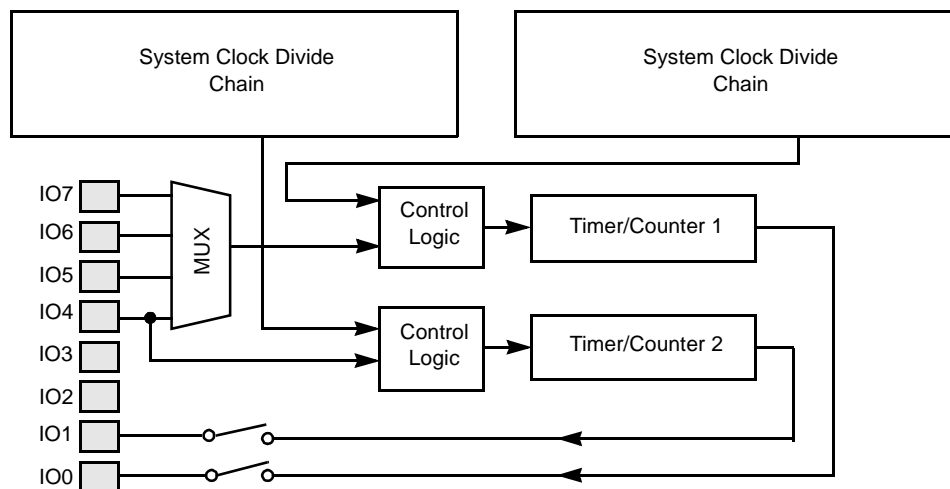 System Clock Divide
Chain
System Clock Divide
Chain
IO7
IO6
IO5
IO4
IO3
IO2
IO1
IO0
MUX
Control
Logic
Timer/Counter 1
Control
Logic
Timer/Counter 2